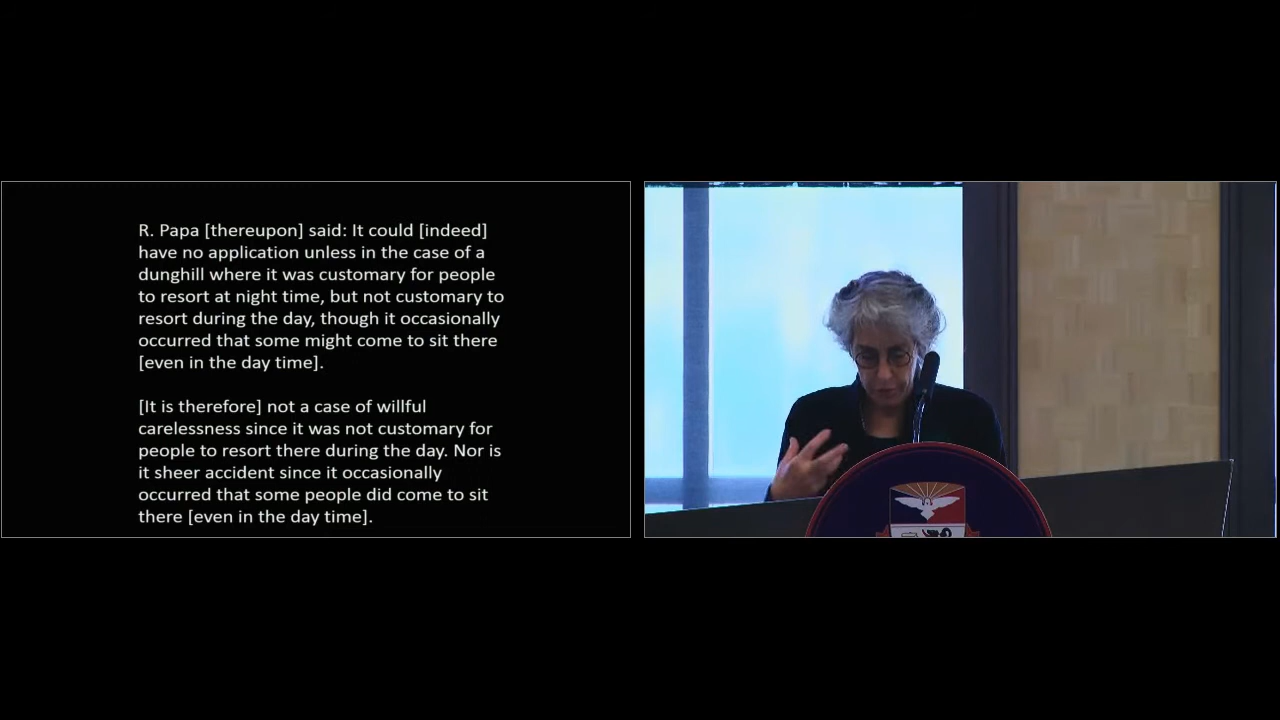 R. Papa [thereupon] said: It could [indeed]
have no application unless in the case of a
dunghill where it was customary for people
to resort at night time, but not customary to
resort during the day, though it occasionally
occurred that some might come to sit there
[even in the day time].
[It is therefore] not a case of willful
carelessness since it was not customary for
people to resort there during the day. Nor is
it sheer accident since it occasionally
occurred that some people did come to sit
there [even in the day time].